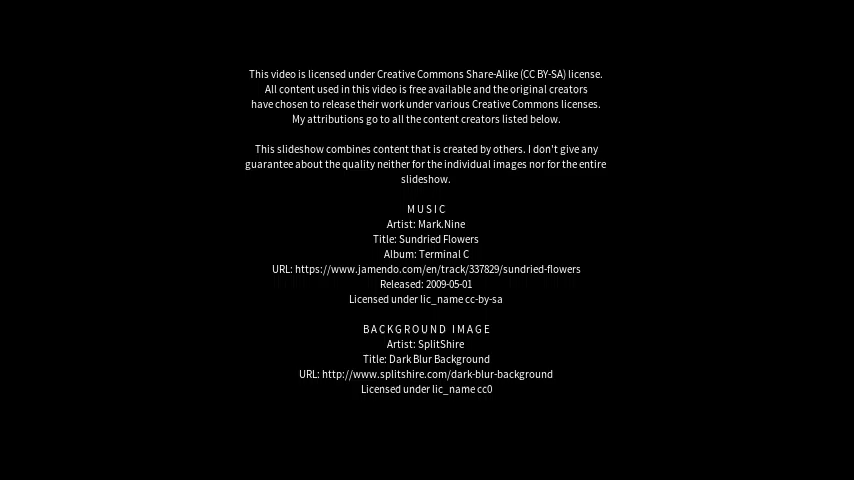 This video is licensed under Creative Commons Share-Alike (CC BY-SA) license.
All content used in this video is free available and the original creators
have chosen to release their work under various Creative Commons licenses.
My attributions go to all the content creators listed below.
This slideshow combines content that is created by others. I don't give any
guarantee about the quality neither for the individual images nor for the entire
slideshow.
MUSIC
Artist: Mark.Nine
Title: Sundried Flowers
Album: Terminal C
URL: https://www.jamendo.com/en/track/337829/sundried-flowers
Released: 2009-05-01
Licensed under lic_name cc-by-sa
BACKGROUND IMAGE
Artist: SplitShire
Title: Dark Blur Background
URL: http://www.splitshire.com/dark-blur-background
Licensed under lic_name cc0